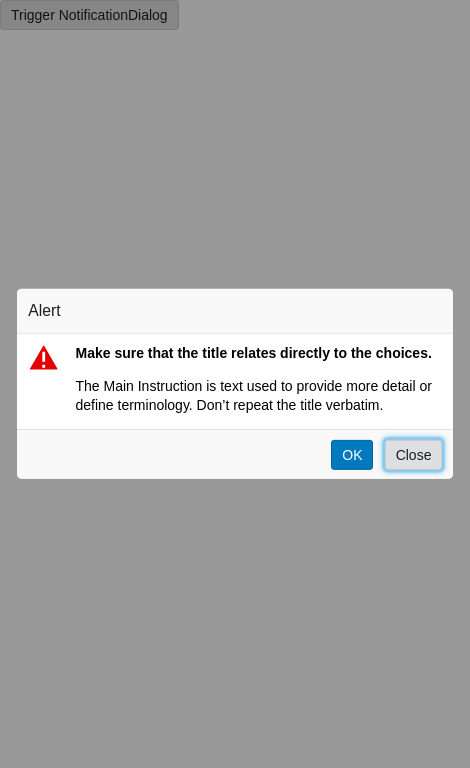 Trigger NotificationDialog
Alert
Make sure that the title relates directly to the choices.
The Main Instruction is text used to provide more detail or
define terminology. Don’t repeat the title verbatim.
OK
Close